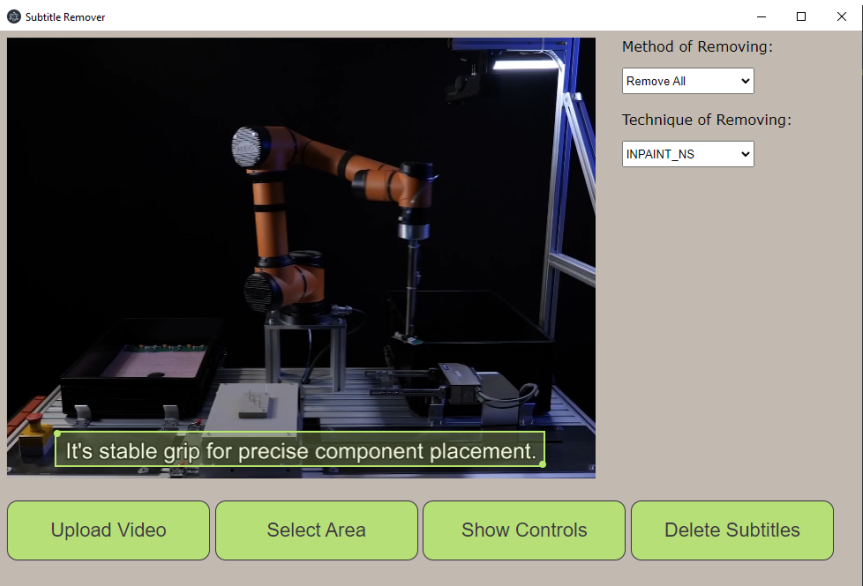 Subtitle Remover
Method of Removing:
Remove All
Technique of Removing:
INPAINT_NS
It's stable grip for precise component placement.
Upload Video
Select Area
Show Controls
Delete Subtitles